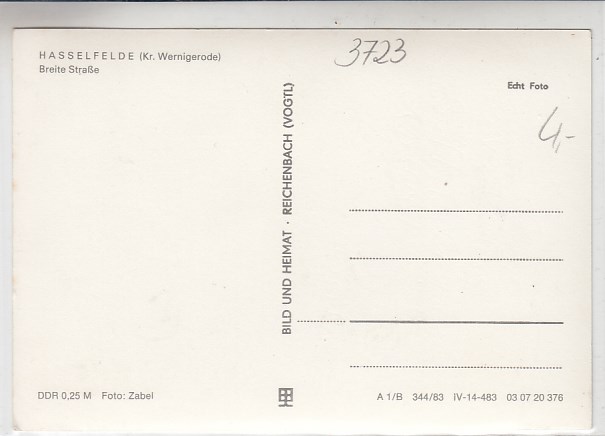 HASSELFELDE (Kr. Wernigerode)
Breite Straße
3723
Echt Foto
4,-
BILD UND HEIMAT · REICHENBACH (VOGTL)
DDR 0,25 M Foto: Zabel
A 1/B 344/83 IV-14-483 03 07 20 376